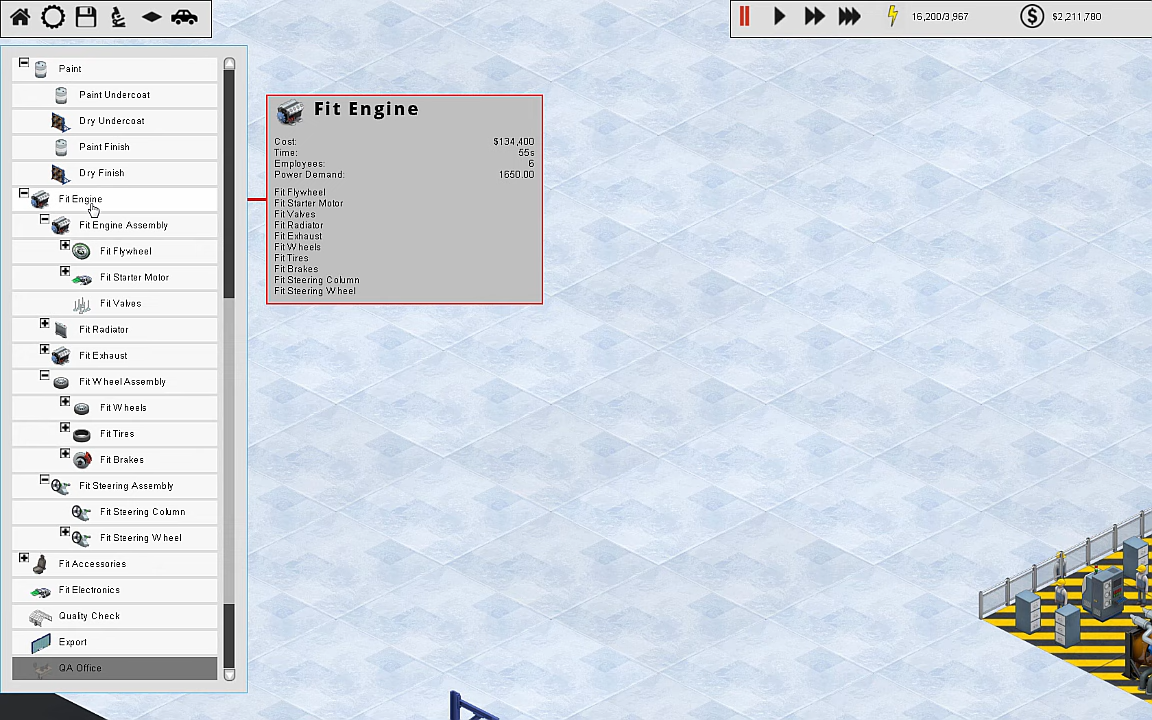 16,200/3,967
$2,211,780
Paint
Paint Undercoat
Dry Undercoat
Paint Finish
Dry Finish
Fit Engine
Fit Engine Assembly
Fit Flywheel
Fit Starter Motor
Fit Valves
Fit Radiator
Fit Exhaust
Fit Wheel Assembly
Fit Wheels
Fit Tires
Fit Brakes
Fit Steering Assembly
Fit Steering Column
Fit Steering Wheel
Fit Accessories
Fit Electronics
Quality Check
Export
QA Office
Fit Engine
Cost: $134,400
Time: 55s
Employees: 6
Power Demand: 1650.00
Fit Flywheel
Fit Starter Motor
Fit Valves
Fit Radiator
Fit Exhaust
Fit Wheels
Fit Tires
Fit Brakes
Fit Steering Column
Fit Steering Wheel